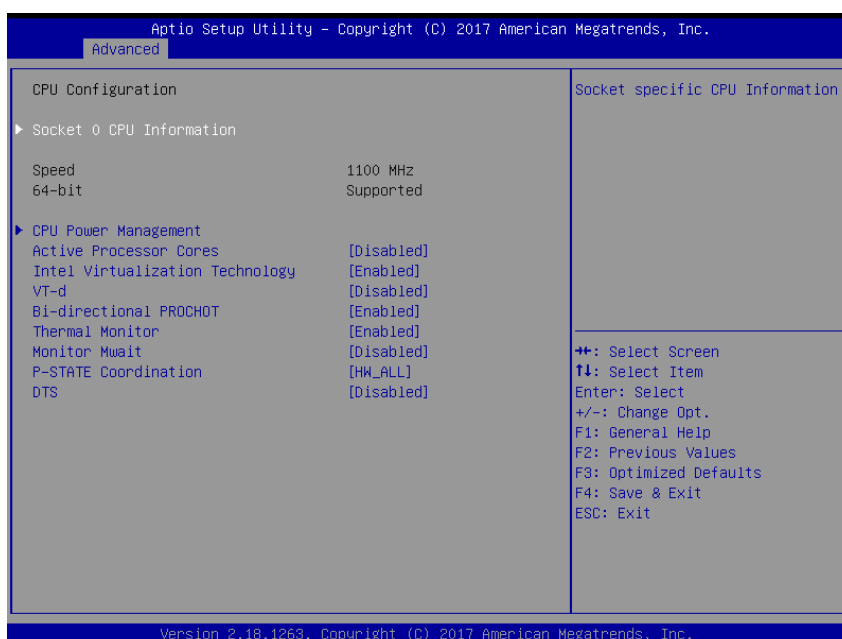 Aptio Setup Utility – Copyright (C) 2017 American Megatrends, Inc.
Advanced
CPU Configuration
Socket specific CPU Information
Socket 0 CPU Information
Speed 1100 MHz
64-bit Supported
CPU Power Management
Active Processor Cores [Disabled]
Intel Virtualization Technology [Enabled]
VT-d [Disabled]
Bi-directional PROCHOT [Enabled]
Thermal Monitor [Enabled]
Monitor Mwait [Disabled]
P-STATE Coordination [HW_ALL]
DTS [Disabled]
→←: Select Screen
↑↓: Select Item
Enter: Select
+/-: Change Opt.
F1: General Help
F2: Previous Values
F3: Optimized Defaults
F4: Save & Exit
ESC: Exit
Version 2.18.1263. Copyright (C) 2017 American Megatrends, Inc.